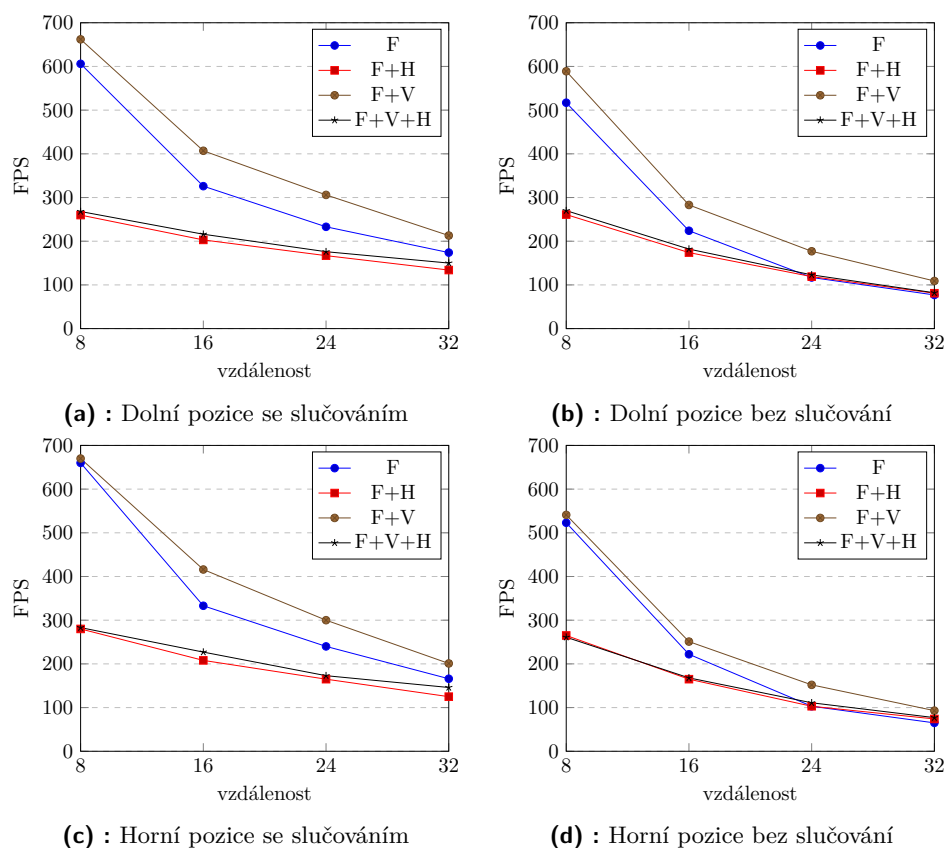 700
600
500
400
300
200
100
0
FPS
8 16 24 32
vzdálenost
F
F+H
F+V
F+V+H
(a) : Dolní pozice se slučováním
700
600
500
400
300
200
100
0
FPS
8 16 24 32
vzdálenost
F
F+H
F+V
F+V+H
(b) : Dolní pozice bez slučování
700
600
500
400
300
200
100
0
FPS
8 16 24 32
vzdálenost
F
F+H
F+V
F+V+H
(c) : Horní pozice se slučováním
700
600
500
400
300
200
100
0
FPS
8 16 24 32
vzdálenost
F
F+H
F+V
F+V+H
(d) : Horní pozice bez slučování